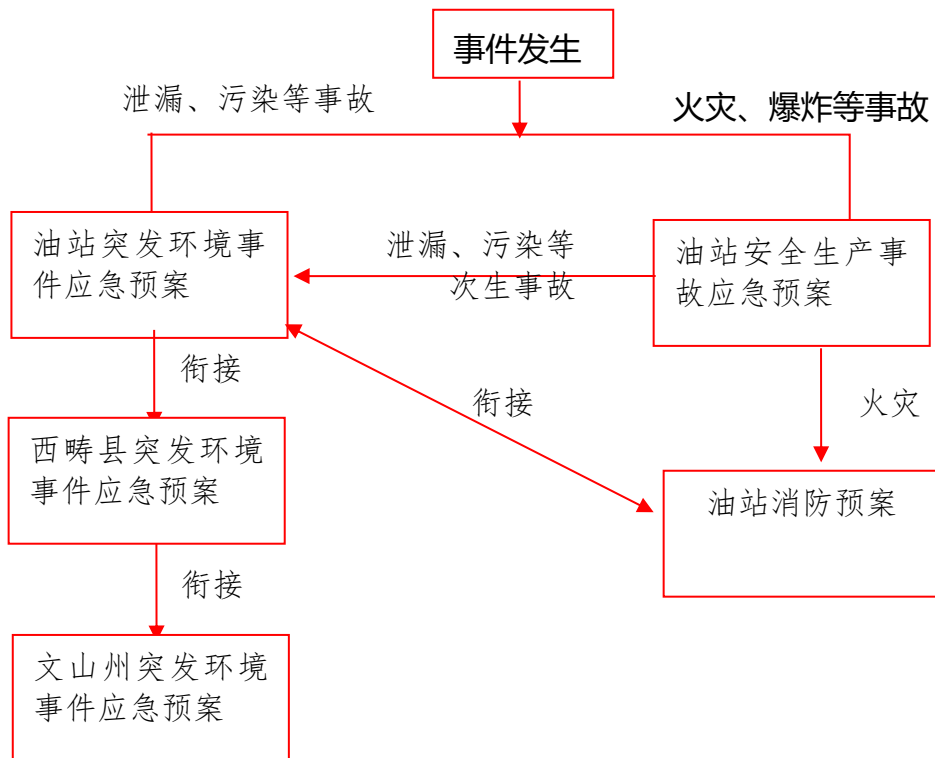 事件发生
泄漏、污染等事故
火灾、爆炸等事故
油站突发环境事
件应急预案
泄漏、污染等
次生事故
油站安全生产事
故应急预案
衔接
衔接
火灾
西畴县突发环境
事件应急预案
油站消防预案
衔接
文山州突发环境
事件应急预案